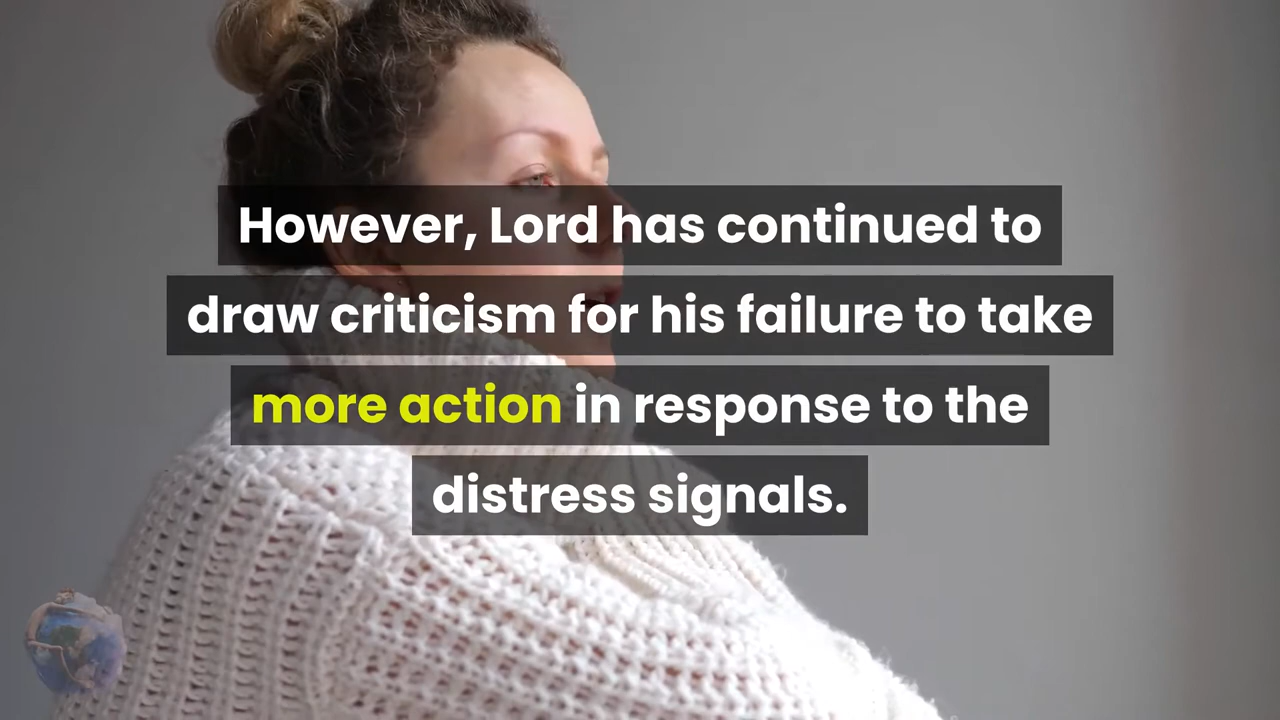 However, Lord has continued to
draw criticism for his failure to take
more action in response to the
distress signals.